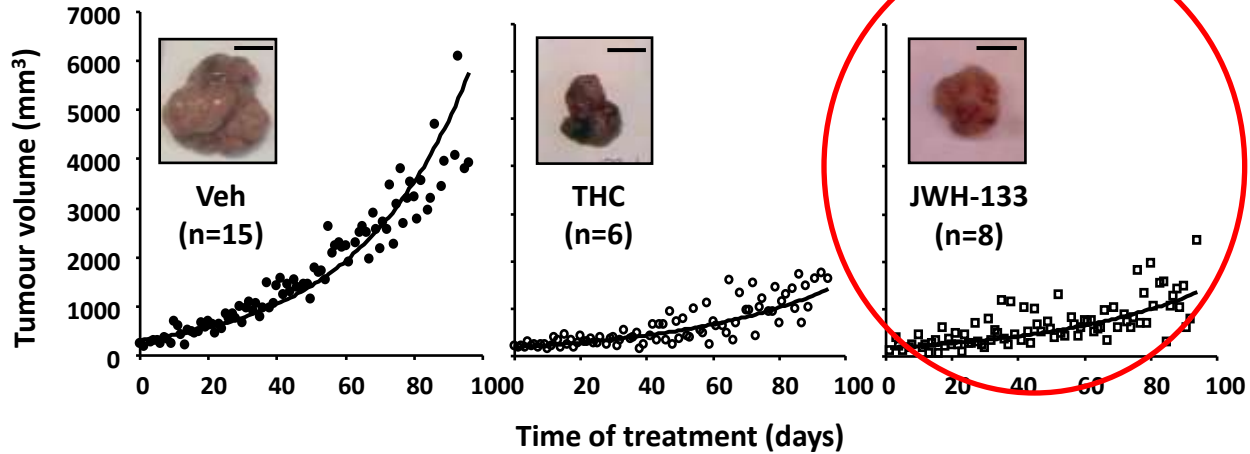 Tumour volume (mm³)
7000
6000
5000
4000
3000
2000
1000
0
Veh
(n=15)
THC
(n=6)
JWH-133
(n=8)
0 20 40 60 80 100
0 20 40 60 80 100
0 20 40 60 80 100
Time of treatment (days)